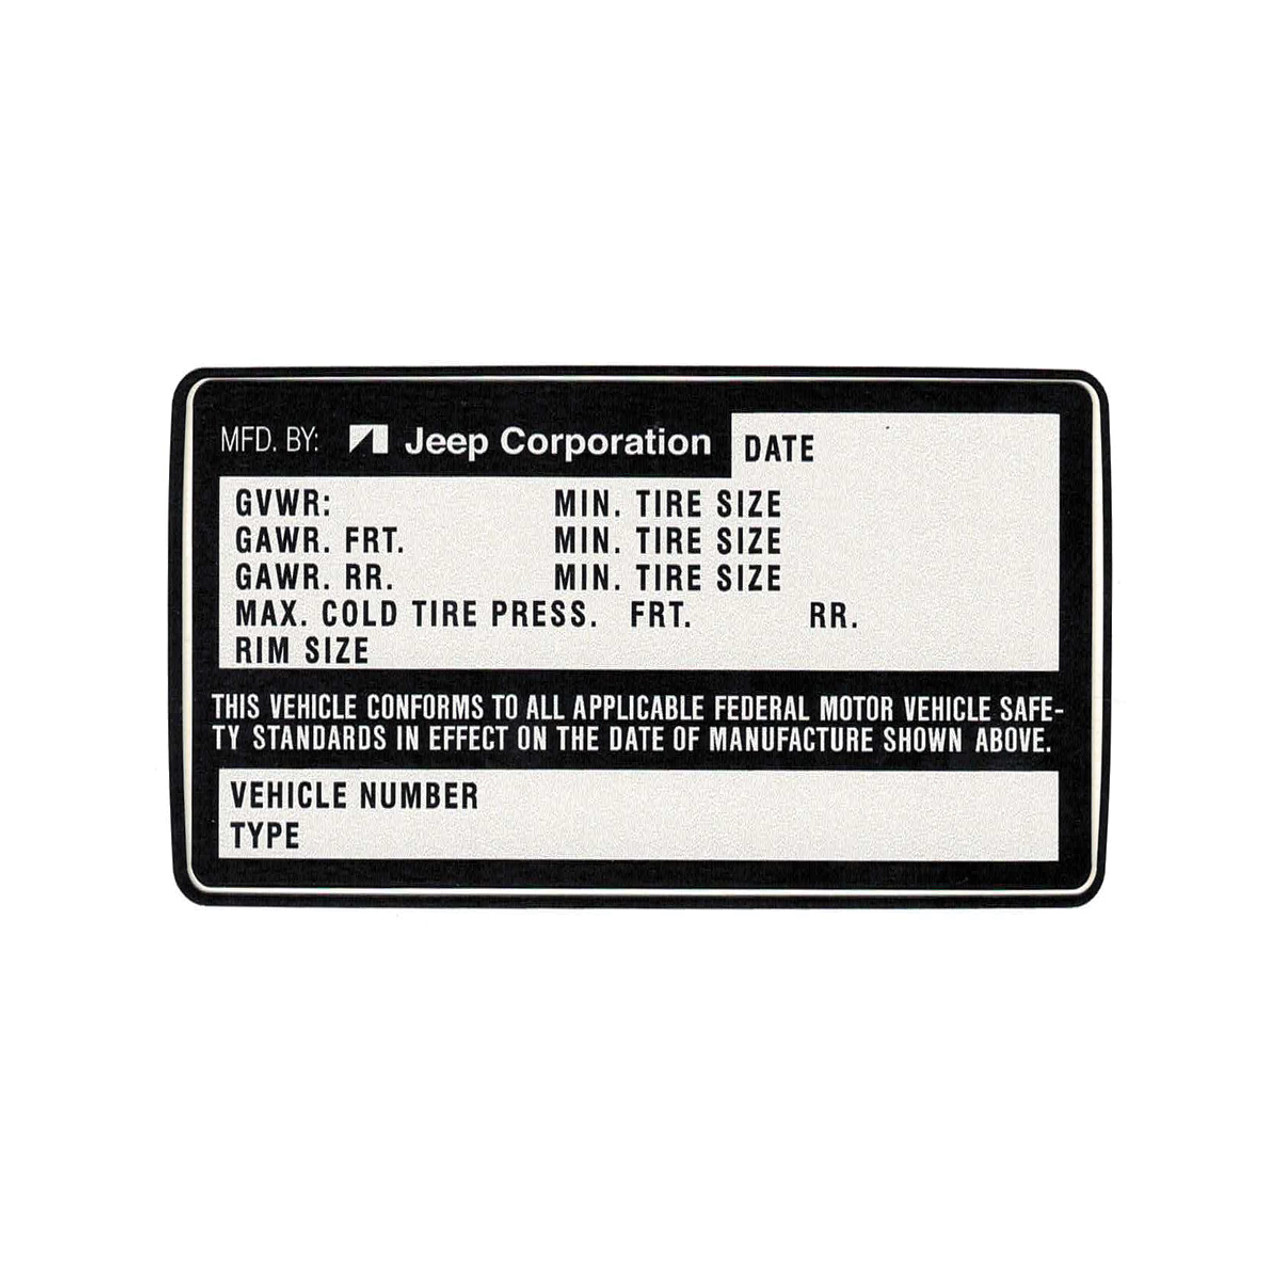 MFD. BY: Jeep Corporation DATE
GVWR: MIN. TIRE SIZE
GAWR. FRT. MIN. TIRE SIZE
GAWR. RR. MIN. TIRE SIZE
MAX. COLD TIRE PRESS. FRT. RR.
RIM SIZE
THIS VEHICLE CONFORMS TO ALL APPLICABLE FEDERAL MOTOR VEHICLE SAFE-
TY STANDARDS IN EFFECT ON THE DATE OF MANUFACTURE SHOWN ABOVE.
VEHICLE NUMBER
TYPE